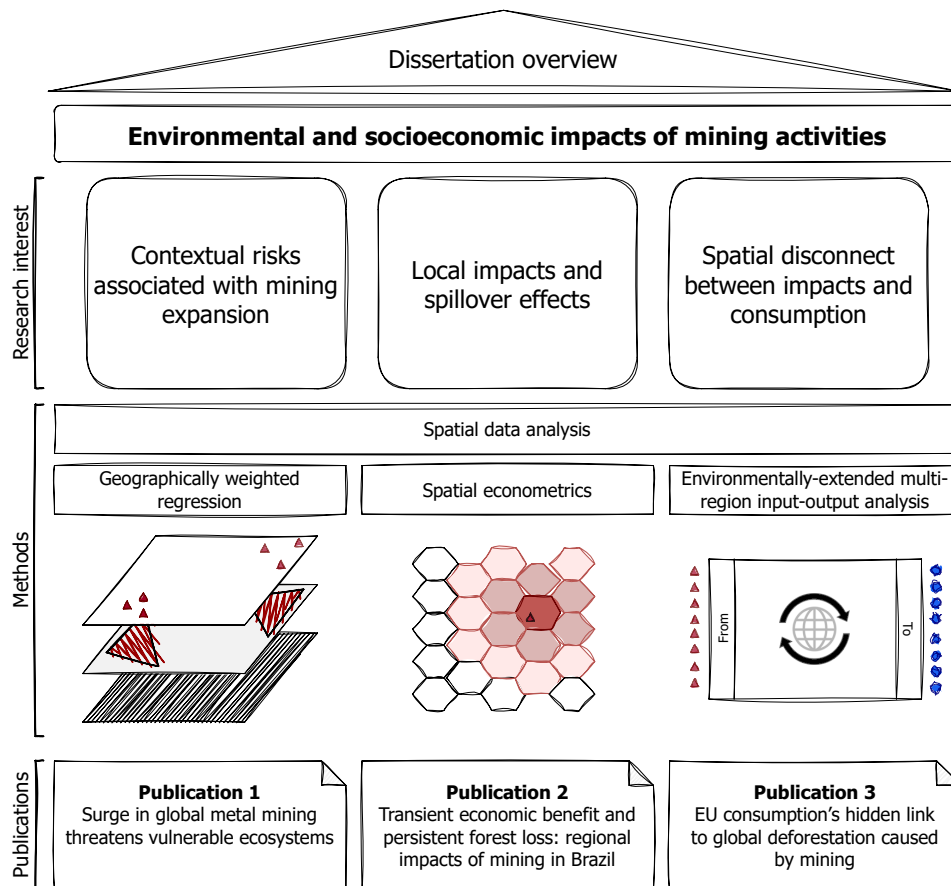 Dissertation overview
Environmental and socioeconomic impacts of mining activities
Research interest
Contextual risks
associated with mining
expansion
Local impacts and
spillover effects
Spatial disconnect
between impacts and
consumption
Methods
Spatial data analysis
Geographically weighted
regression
Spatial econometrics
Environmentally-extended multi-
region input-output analysis
From
To
Publications
Publication 1
Surge in global metal mining
threatens vulnerable ecosystems
Publication 2
Transient economic benefit and
persistent forest loss: regional
impacts of mining in Brazil
Publication 3
EU consumption’s hidden link
to global deforestation caused
by mining